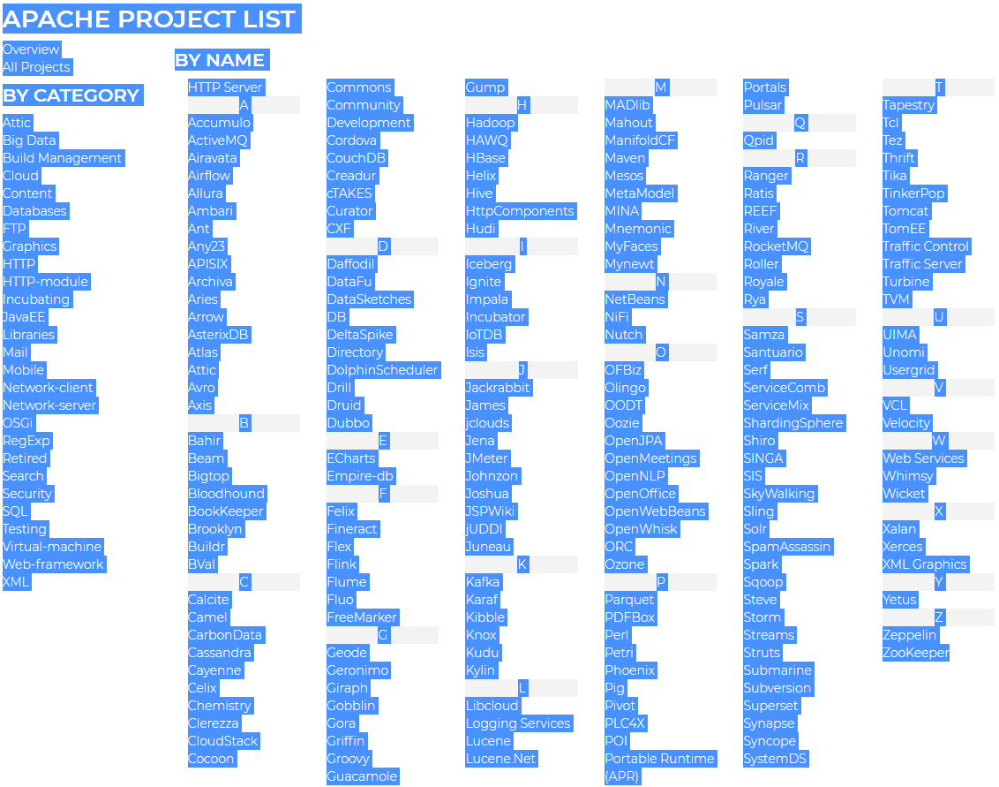 APACHE PROJECT LIST
Overview
All Projects
BY CATEGORY
Attic
Big Data
Build Management
Cloud
Content
Databases
FTP
Graphics
HTTP
HTTP-module
Incubating
JavaEE
Libraries
Mail
Mobile
Network-client
Network-server
OSGi
RegExp
Retired
Search
Security
SQL
Testing
Virtual-machine
Web-framework
XML
BY NAME
HTTP Server
A
Accumulo
ActiveMQ
Airavata
Airflow
Allura
Ambari
Ant
Any23
APISIX
Archiva
Aries
Arrow
AsterixDB
Atlas
Attic
Avro
Axis
B
Bahir
Beam
Bigtop
Bloodhound
BookKeeper
Brooklyn
Buildr
BVal
C
Calcite
Camel
CarbonData
Cassandra
Cayenne
Celix
Chemistry
Clerezza
CloudStack
Cocoon
Commons
Community
Development
Cordova
CouchDB
Creadur
cTAKES
Curator
CXF
D
Daffodil
DataFu
DataSketches
DB
DeltaSpike
Directory
DolphinScheduler
Drill
Druid
Dubbo
E
ECharts
Empire-db
F
Felix
Fineract
Flex
Flink
Flume
Fluo
FreeMarker
G
Geode
Geronimo
Giraph
Gobblin
Gora
Griffin
Groovy
Guacamole
Gump
H
Hadoop
HAWQ
HBase
Helix
Hive
HttpComponents
Hudi
I
Iceberg
Ignite
Impala
Incubator
IoTDB
Isis
J
Jackrabbit
James
jclouds
Jena
JMeter
Johnzon
Joshua
JSPWiki
jUDDI
Juneau
K
Kafka
Karaf
Kibble
Knox
Kudu
Kylin
L
Libcloud
Logging Services
Lucene
Lucene.Net
M
MADlib
Mahout
ManifoldCF
Maven
Mesos
MetaModel
MINA
Mnemonic
MyFaces
Mynewt
N
NetBeans
NiFi
Nutch
O
OFBiz
Olingo
OODT
Oozie
OpenJPA
OpenMeetings
OpenNLP
OpenOffice
OpenWebBeans
OpenWhisk
ORC
Ozone
P
Parquet
PDFBox
Perl
Petri
Phoenix
Pig
Pivot
PLC4X
POI
Portable Runtime
(APR)
Portals
Pulsar
Q
Qpid
R
Ranger
Ratis
REEF
River
RocketMQ
Roller
Royale
Rya
S
Samza
Santuario
Serf
ServiceComb
ServiceMix
ShardingSphere
Shiro
SINGA
SIS
SkyWalking
Sling
Solr
SpamAssassin
Spark
Sqoop
Steve
Storm
Streams
Struts
Submarine
Subversion
Superset
Synapse
Syncope
SystemDS
T
Tapestry
Tcl
Tez
Thrift
Tika
TinkerPop
Tomcat
TomEE
Traffic Control
Traffic Server
Turbine
TVM
U
UIMA
Unomi
Usergrid
V
VCL
Velocity
W
Web Services
Whimsy
Wicket
X
Xalan
Xerces
XML Graphics
Y
Yetus
Z
Zeppelin
ZooKeeper